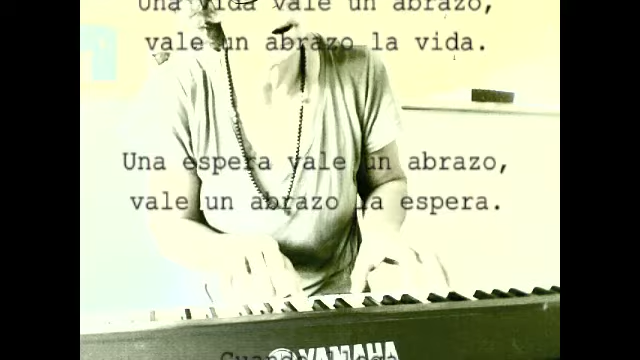 Una vida vale un abrazo,
vale un abrazo la vida.
Una espera vale un abrazo,
vale un abrazo la espera.
YAMAHA